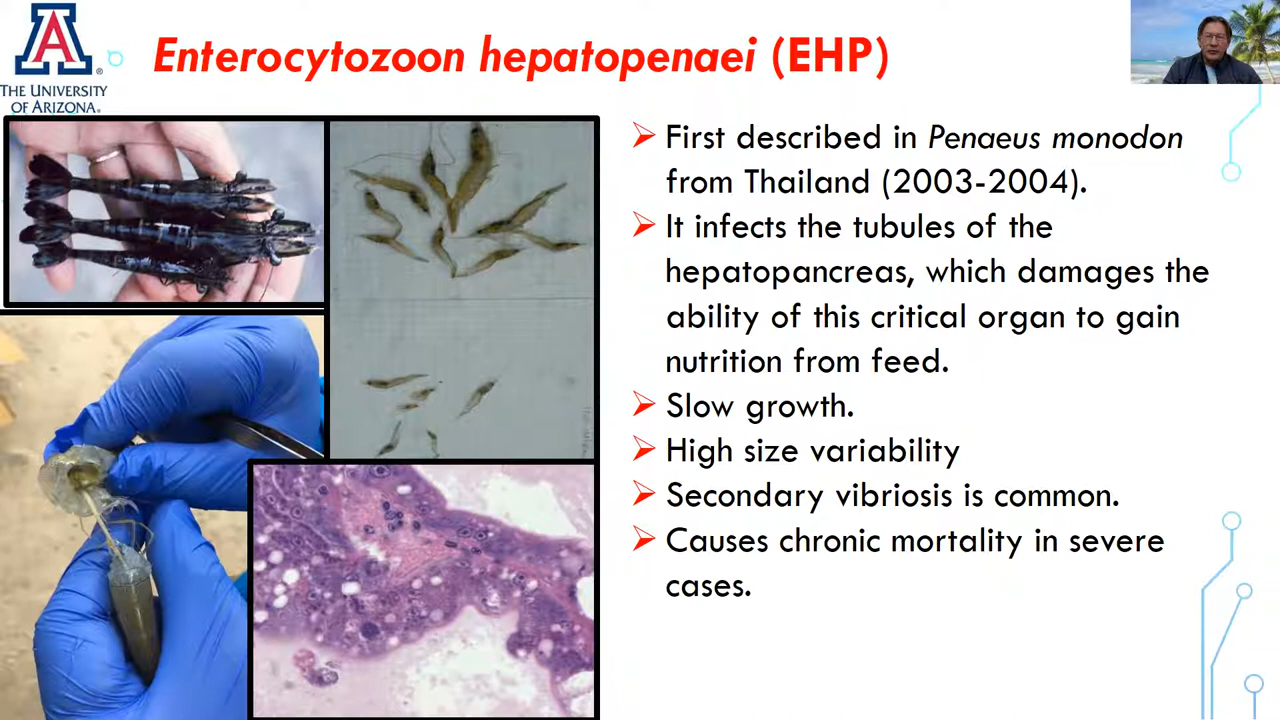 Enterocytozoon hepatopenaei (EHP)
THE UNIVERSITY
OF ARIZONA®
A
®
First described in Penaeus monodon
from Thailand (2003-2004).
It infects the tubules of the
hepatopancreas, which damages the
ability of this critical organ to gain
nutrition from feed.
Slow growth.
High size variability
Secondary vibriosis is common.
Causes chronic mortality in severe
cases.